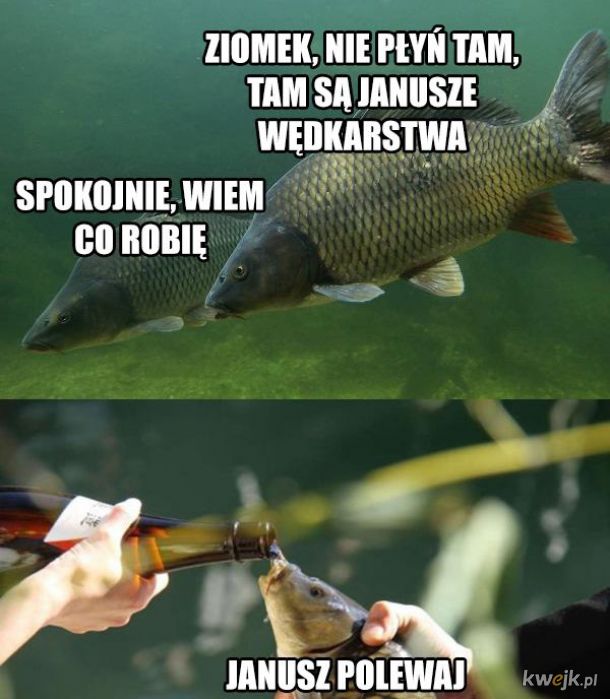 ZIOMEK, NIE PŁYŃ TAM,
TAM SĄ JANUSZE
WĘDKARSTWA
SPOKOJNIE, WIEM
CO ROBIĘ
JANUSZ POLEWAJ
kwejk.pl